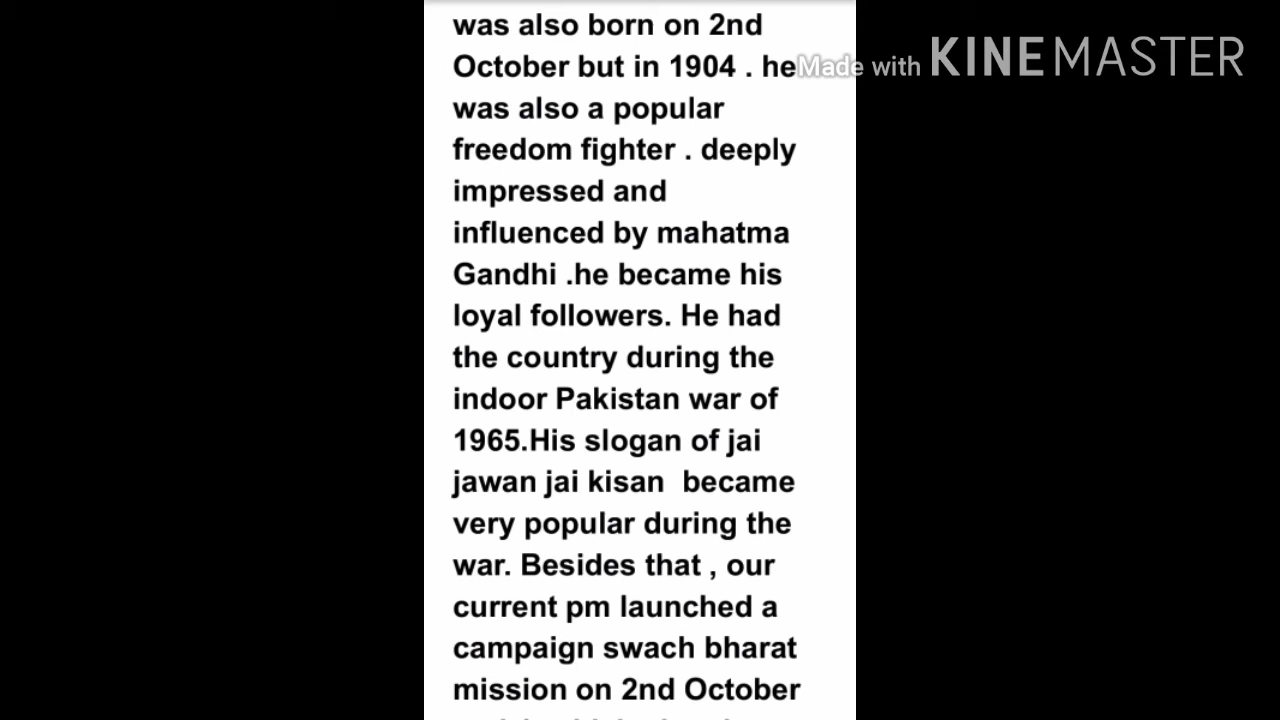 was also born on 2nd
October but in 1904 . he
was also a popular
freedom fighter . deeply
impressed and
influenced by mahatma
Gandhi .he became his
loyal followers. He had
the country during the
indoor Pakistan war of
1965.His slogan of jai
jawan jai kisan  became
very popular during the
war. Besides that , our
current pm launched a
campaign swach bharat
mission on 2nd October
Made with KINEMASTER